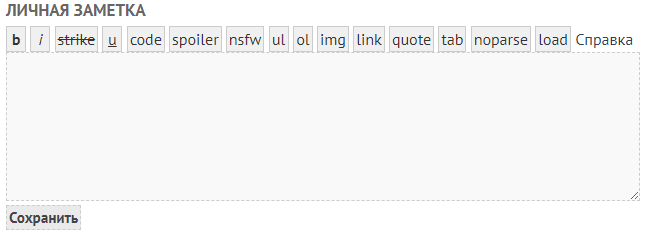 ЛИЧНАЯ ЗАМЕТКА
b i strike u code spoiler nsfw ul ol img link quote tab noparse load Справка
Сохранить